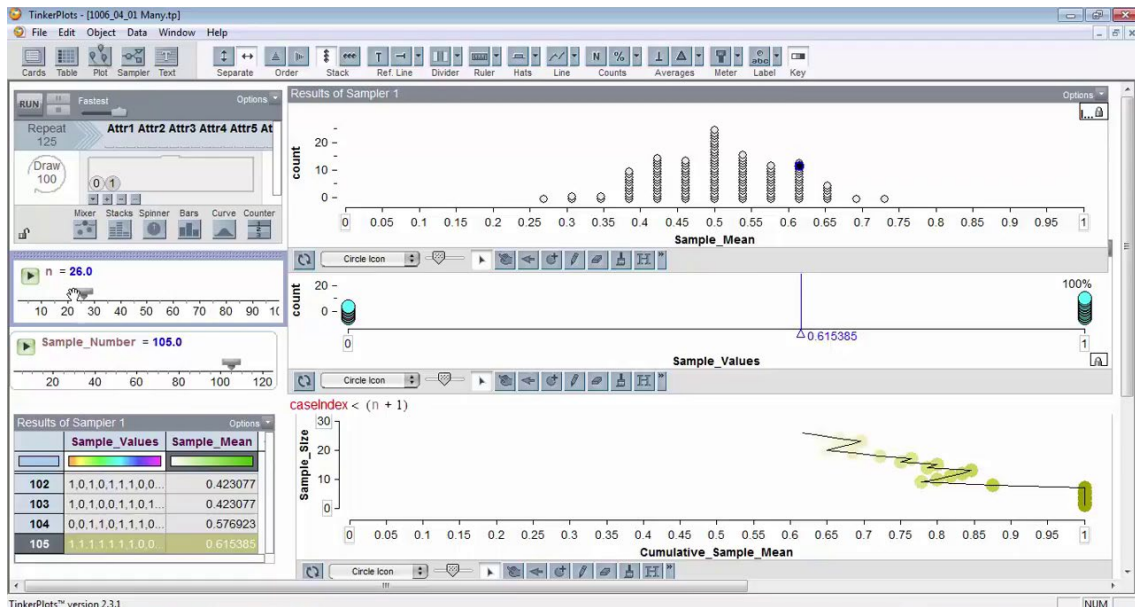 TinkerPlots - [1006_04_01 Many.tp]
File Edit Object Data Window Help
Cards Table Plot Sampler Text Separate Order Stack Ref. Line Divider Ruler Hats Line Counts Averages Meter Label Key
RUN Fastest Options
Repeat 125
Attr1 Attr2 Attr3 Attr4 Attr5 At
Draw 100
0 1
Mixer Stacks Spinner Bars Curve Counter
n = 26.0
10 20 30 40 50 60 70 80 90 10
Sample_Number = 105.0
20 40 60 80 100 120
Results of Sampler 1 Options
Sample_Values Sample_Mean
102 1,0,1,0,1,1,1,0,0... 0.423077
103 1,0,1,0,0,1,1,0,1... 0.423077
104 0,0,1,1,0,1,1,1,0... 0.576923
105 1,1,1,1,1,1,1,0,0... 0.615385
Results of Sampler 1 Options
count
20
10
0
0 0.05 0.1 0.15 0.2 0.25 0.3 0.35 0.4 0.45 0.5 0.55 0.6 0.65 0.7 0.75 0.8 0.85 0.9 0.95 1
Sample_Mean
Circle Icon
count
20
0
100%
0.615385
0 1
Sample_Values
Circle Icon
caseIndex < (n + 1)
Sample_Size
30
20
10
0
0 0.05 0.1 0.15 0.2 0.25 0.3 0.35 0.4 0.45 0.5 0.55 0.6 0.65 0.7 0.75 0.8 0.85 0.9 0.95 1
Cumulative_Sample_Mean
Circle Icon
TinkerPlots™ version 2.3.1
NUM